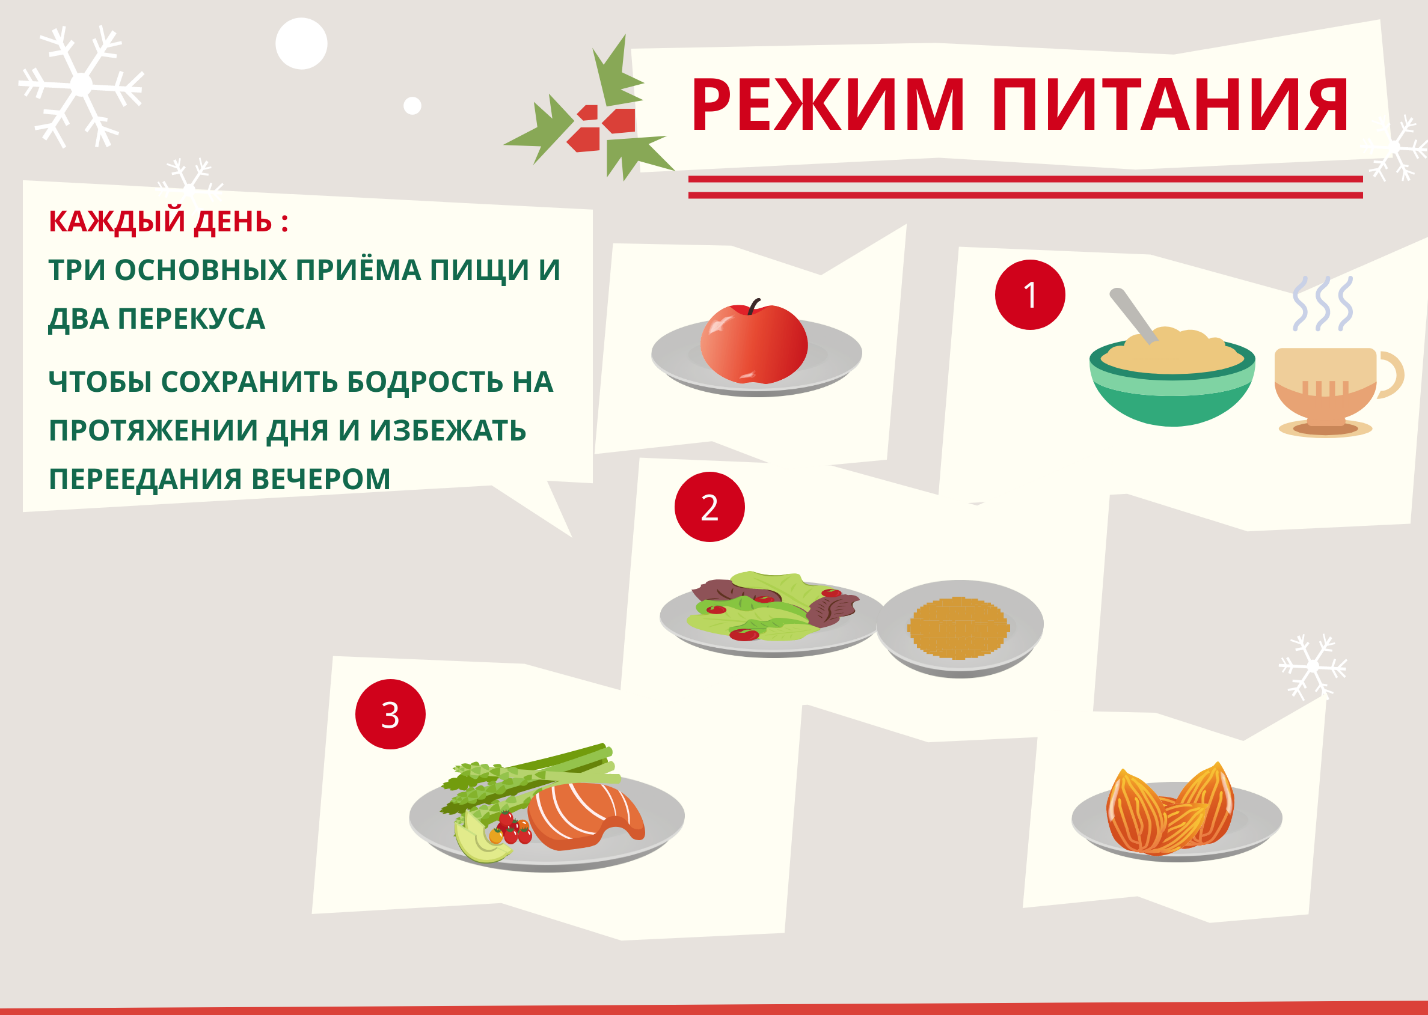 РЕЖИМ ПИТАНИЯ
КАЖДЫЙ ДЕНЬ :
ТРИ ОСНОВНЫХ ПРИЁМА ПИЩИ И
ДВА ПЕРЕКУСА
ЧТОБЫ СОХРАНИТЬ БОДРОСТЬ НА
ПРОТЯЖЕНИИ ДНЯ И ИЗБЕЖАТЬ
ПЕРЕЕДАНИЯ ВЕЧЕРОМ
1
2
3